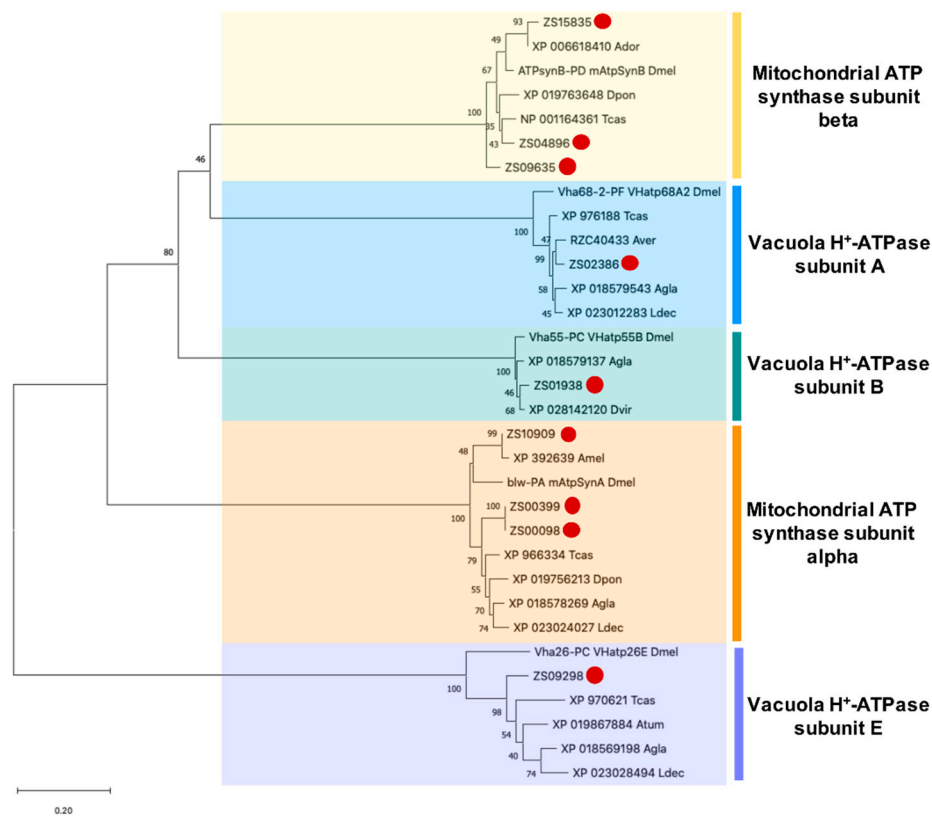 93
ZS15835
49
XP 006618410 Ador
67
ATPsynB-PD mAtpSynB Dmel
XP 019763648 Dpon
100
NP 001164361 Tcas
35
43
ZS04896
46
ZS09635
Mitochondrial ATP
synthase subunit
beta
Vha68-2-PF VHatp68A2 Dmel
XP 976188 Tcas
100
47
RZC40433 Aver
80
99
ZS02386
58
XP 018579543 Agla
45
XP 023012283 Ldec
Vacuola H⁺-ATPase
subunit A
Vha55-PC VHatp55B Dmel
XP 018579137 Agla
100
ZS01938
46
68
XP 028142120 Dvir
Vacuola H⁺-ATPase
subunit B
99
ZS10909
48
XP 392639 Amel
blw-PA mAtpSynA Dmel
100
ZS00399
100
ZS00098
XP 966334 Tcas
79
XP 019756213 Dpon
55
XP 018578269 Agla
70
74
XP 023024027 Ldec
Mitochondrial ATP
synthase subunit
alpha
Vha26-PC VHatp26E Dmel
ZS09298
100
XP 970621 Tcas
98
XP 019867884 Atum
54
XP 018569198 Agla
40
74
XP 023028494 Ldec
Vacuola H⁺-ATPase
subunit E
0.20